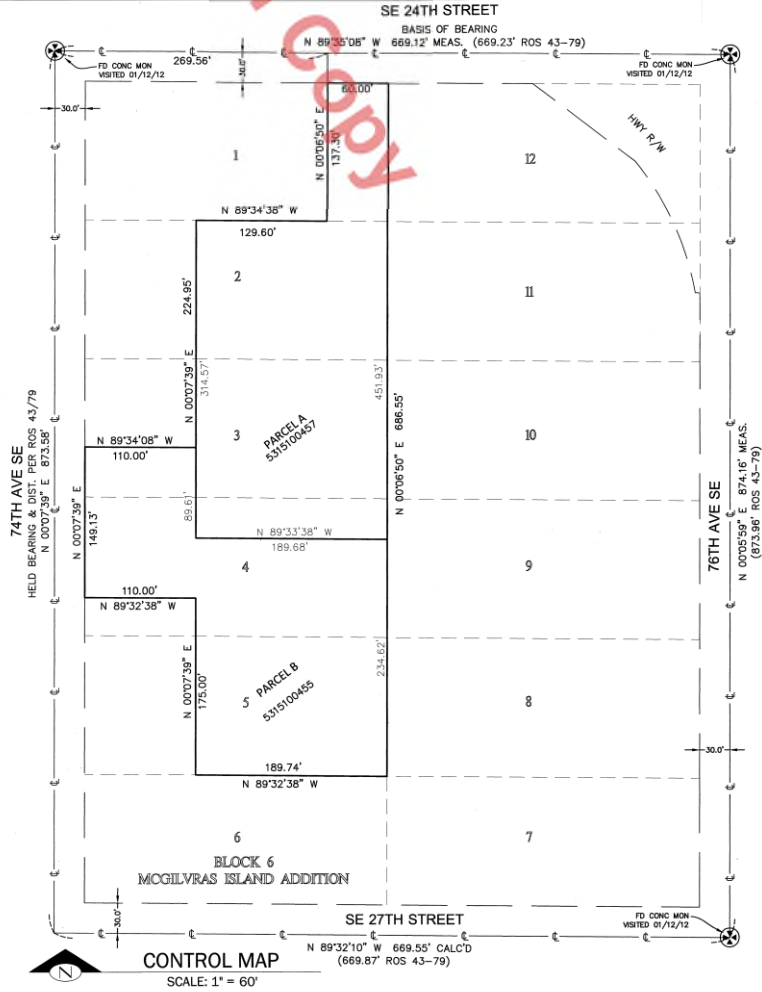 SE 24TH STREET
BASIS OF BEARING
N 89°35'08" W 669.12' MEAS. (669.23' ROS 43-79)
269.56'
FD CONC MON
VISITED 01/12/12
FD CONC MON
VISITED 01/12/12
30.0'
30.0'
60.00'
Copy
HWY R/W
1
N 00°06'50" E
137.30'
12
N 89°34'38" W
129.60'
2
11
224.95'
N 00°07'39" E
314.57'
451.93'
3
PARCEL A
5315100457
10
N 89°34'08" W
110.00'
N 00°06'50" E 686.55'
74TH AVE SE
HELD BEARING & DIST. PER ROS 43/79
N 00°07'39" E 873.58'
N 00°07'39" E
149.13'
89.61'
N 89°33'38" W
189.68'
4
9
76TH AVE SE
N 00°05'59" E 874.16' MEAS.
(873.96' ROS 43-79)
110.00'
N 89°32'38" W
N 00°07'39" E
175.00'
234.62'
5
PARCEL B
5315100455
8
30.0'
189.74'
N 89°32'38" W
6
7
BLOCK 6
MCGILVRAS ISLAND ADDITION
30.0'
SE 27TH STREET
FD CONC MON
VISITED 01/12/12
N 89°32'10" W 669.55' CALC'D
(669.87' ROS 43-79)
N
CONTROL MAP
SCALE: 1" = 60'